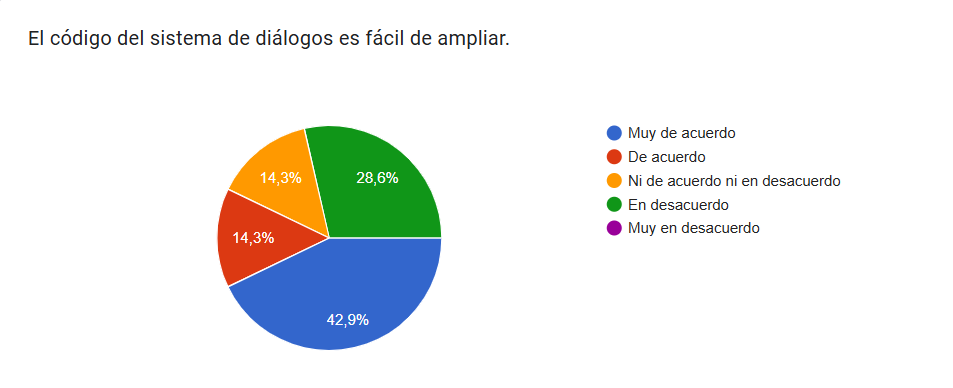 El código del sistema de diálogos es fácil de ampliar.
Muy de acuerdo
De acuerdo
Ni de acuerdo ni en desacuerdo
En desacuerdo
Muy en desacuerdo
14,3%
28,6%
14,3%
42,9%